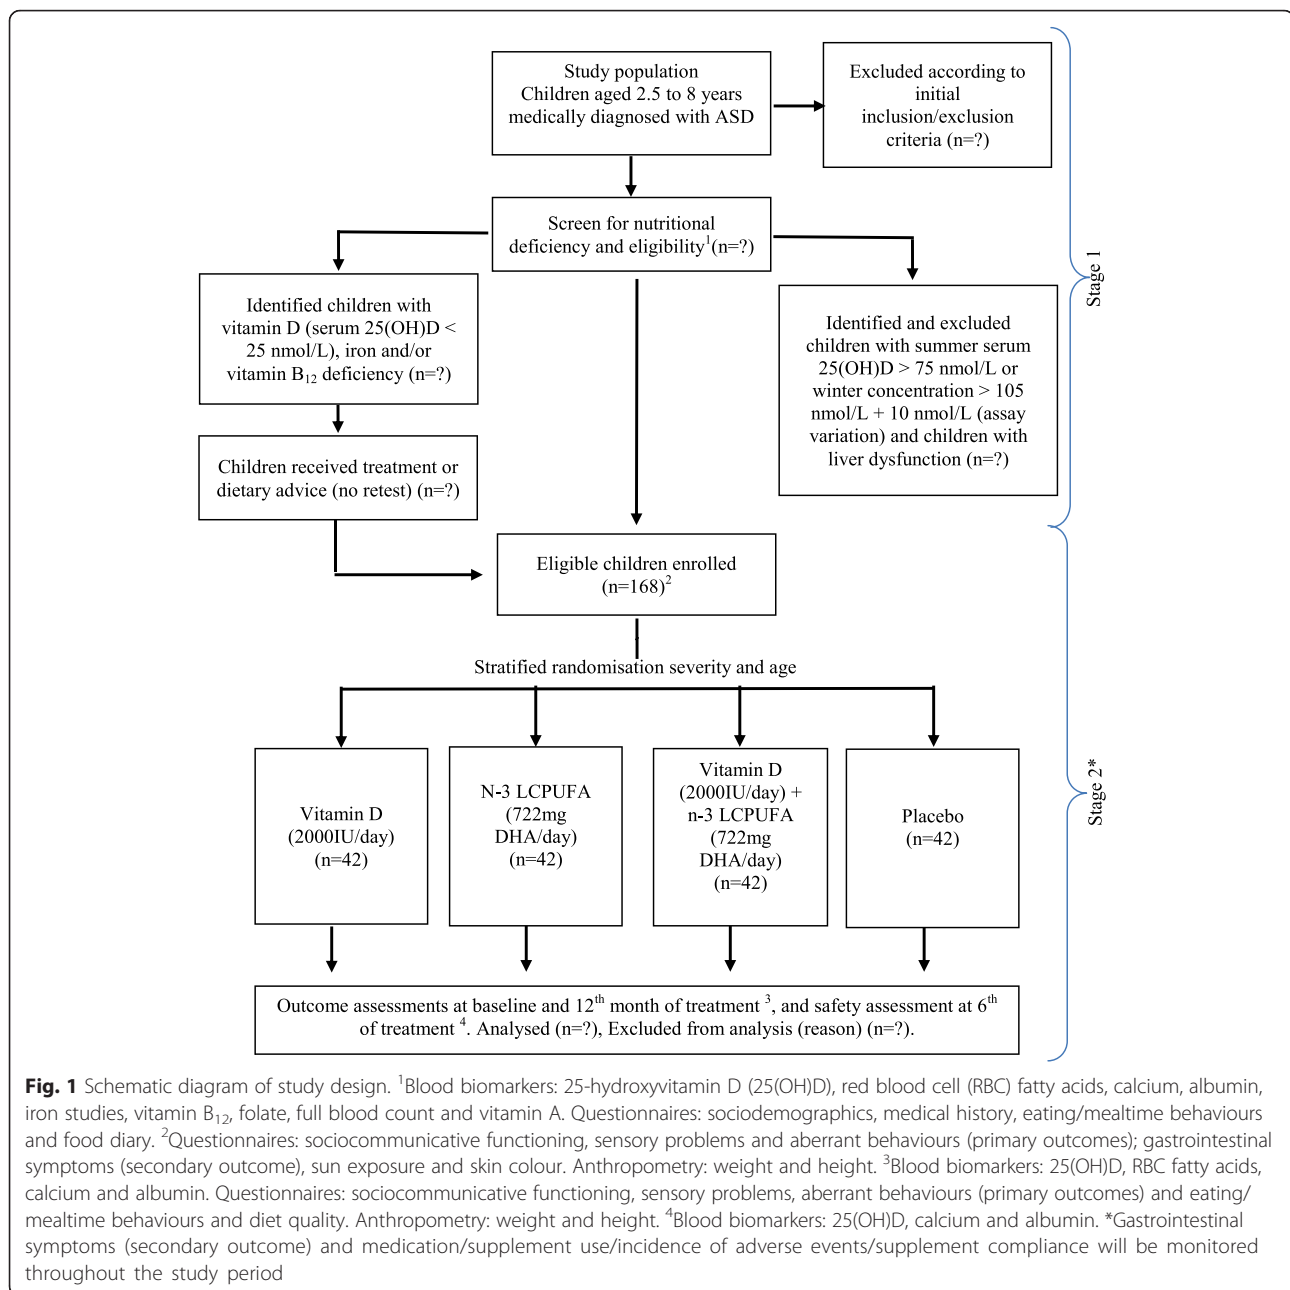 Study population
Children aged 2.5 to 8 years
medically diagnosed with ASD
Excluded according to
initial
inclusion/exclusion
criteria (n=?)
Screen for nutritional
deficiency and eligibility¹(n=?)
Identified children with
vitamin D (serum 25(OH)D <
25 nmol/L), iron and/or
vitamin B₁₂ deficiency (n=?)
Identified and excluded
children with summer serum
25(OH)D > 75 nmol/L or
winter concentration > 105
nmol/L + 10 nmol/L (assay
variation) and children with
liver dysfunction (n=?)
Stage 1
Children received treatment or
dietary advice (no retest) (n=?)
Eligible children enrolled
(n=168)²
Stratified randomisation severity and age
Vitamin D
(2000IU/day)
(n=42)
N-3 LCPUFA
(722mg
DHA/day)
(n=42)
Vitamin D
(2000IU/day) +
n-3 LCPUFA
(722mg
DHA/day)
(n=42)
Placebo
(n=42)
Stage 2*
Outcome assessments at baseline and 12ᵗʰ month of treatment ³, and safety assessment at 6ᵗʰ
of treatment ⁴. Analysed (n=?), Excluded from analysis (reason) (n=?).
Fig. 1 Schematic diagram of study design. ¹Blood biomarkers: 25-hydroxyvitamin D (25(OH)D), red blood cell (RBC) fatty acids, calcium, albumin,
iron studies, vitamin B₁₂, folate, full blood count and vitamin A. Questionnaires: sociodemographics, medical history, eating/mealtime behaviours
and food diary. ²Questionnaires: sociocommunicative functioning, sensory problems and aberrant behaviours (primary outcomes); gastrointestinal
symptoms (secondary outcome), sun exposure and skin colour. Anthropometry: weight and height. ³Blood biomarkers: 25(OH)D, RBC fatty acids,
calcium and albumin. Questionnaires: sociocommunicative functioning, sensory problems, aberrant behaviours (primary outcomes) and eating/
mealtime behaviours and diet quality. Anthropometry: weight and height. ⁴Blood biomarkers: 25(OH)D, calcium and albumin. *Gastrointestinal
symptoms (secondary outcome) and medication/supplement use/incidence of adverse events/supplement compliance will be monitored
throughout the study period